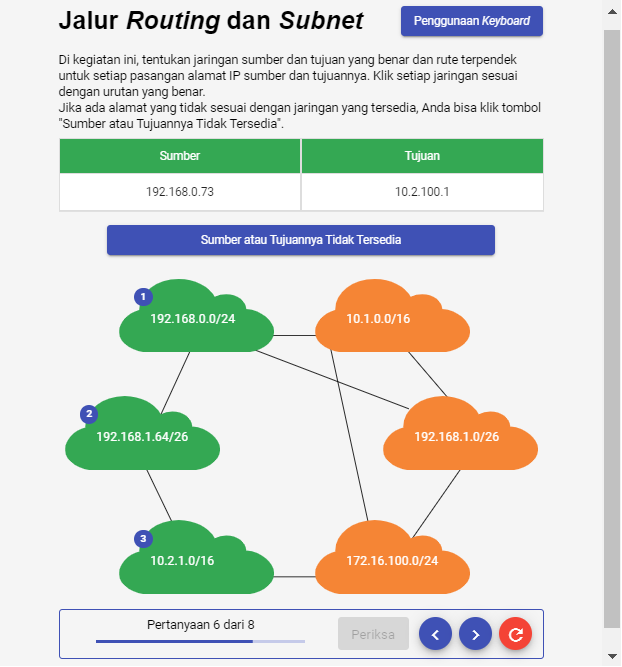 Jalur Routing dan Subnet
Penggunaan Keyboard
Di kegiatan ini, tentukan jaringan sumber dan tujuan yang benar dan rute terpendek
untuk setiap pasangan alamat IP sumber dan tujuannya. Klik setiap jaringan sesuai
dengan urutan yang benar.
Jika ada alamat yang tidak sesuai dengan jaringan yang tersedia, Anda bisa klik tombol
"Sumber atau Tujuannya Tidak Tersedia".
Sumber
Tujuan
192.168.0.73
10.2.100.1
Sumber atau Tujuannya Tidak Tersedia
1
192.168.0.0/24
10.1.0.0/16
2
192.168.1.64/26
192.168.1.0/26
3
10.2.1.0/16
172.16.100.0/24
Pertanyaan 6 dari 8
Periksa